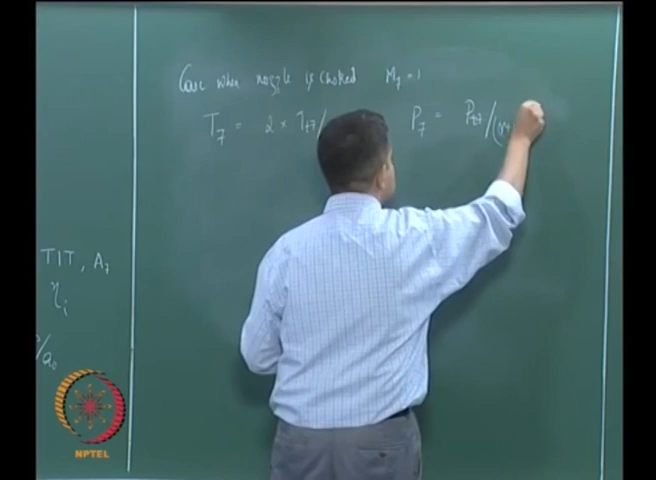 Case when nozzle is choked M7 = 1
T7 = 2 × Tt7/
P7 = Pt7/(
TIT, A7
ηi
/a0
NPTEL